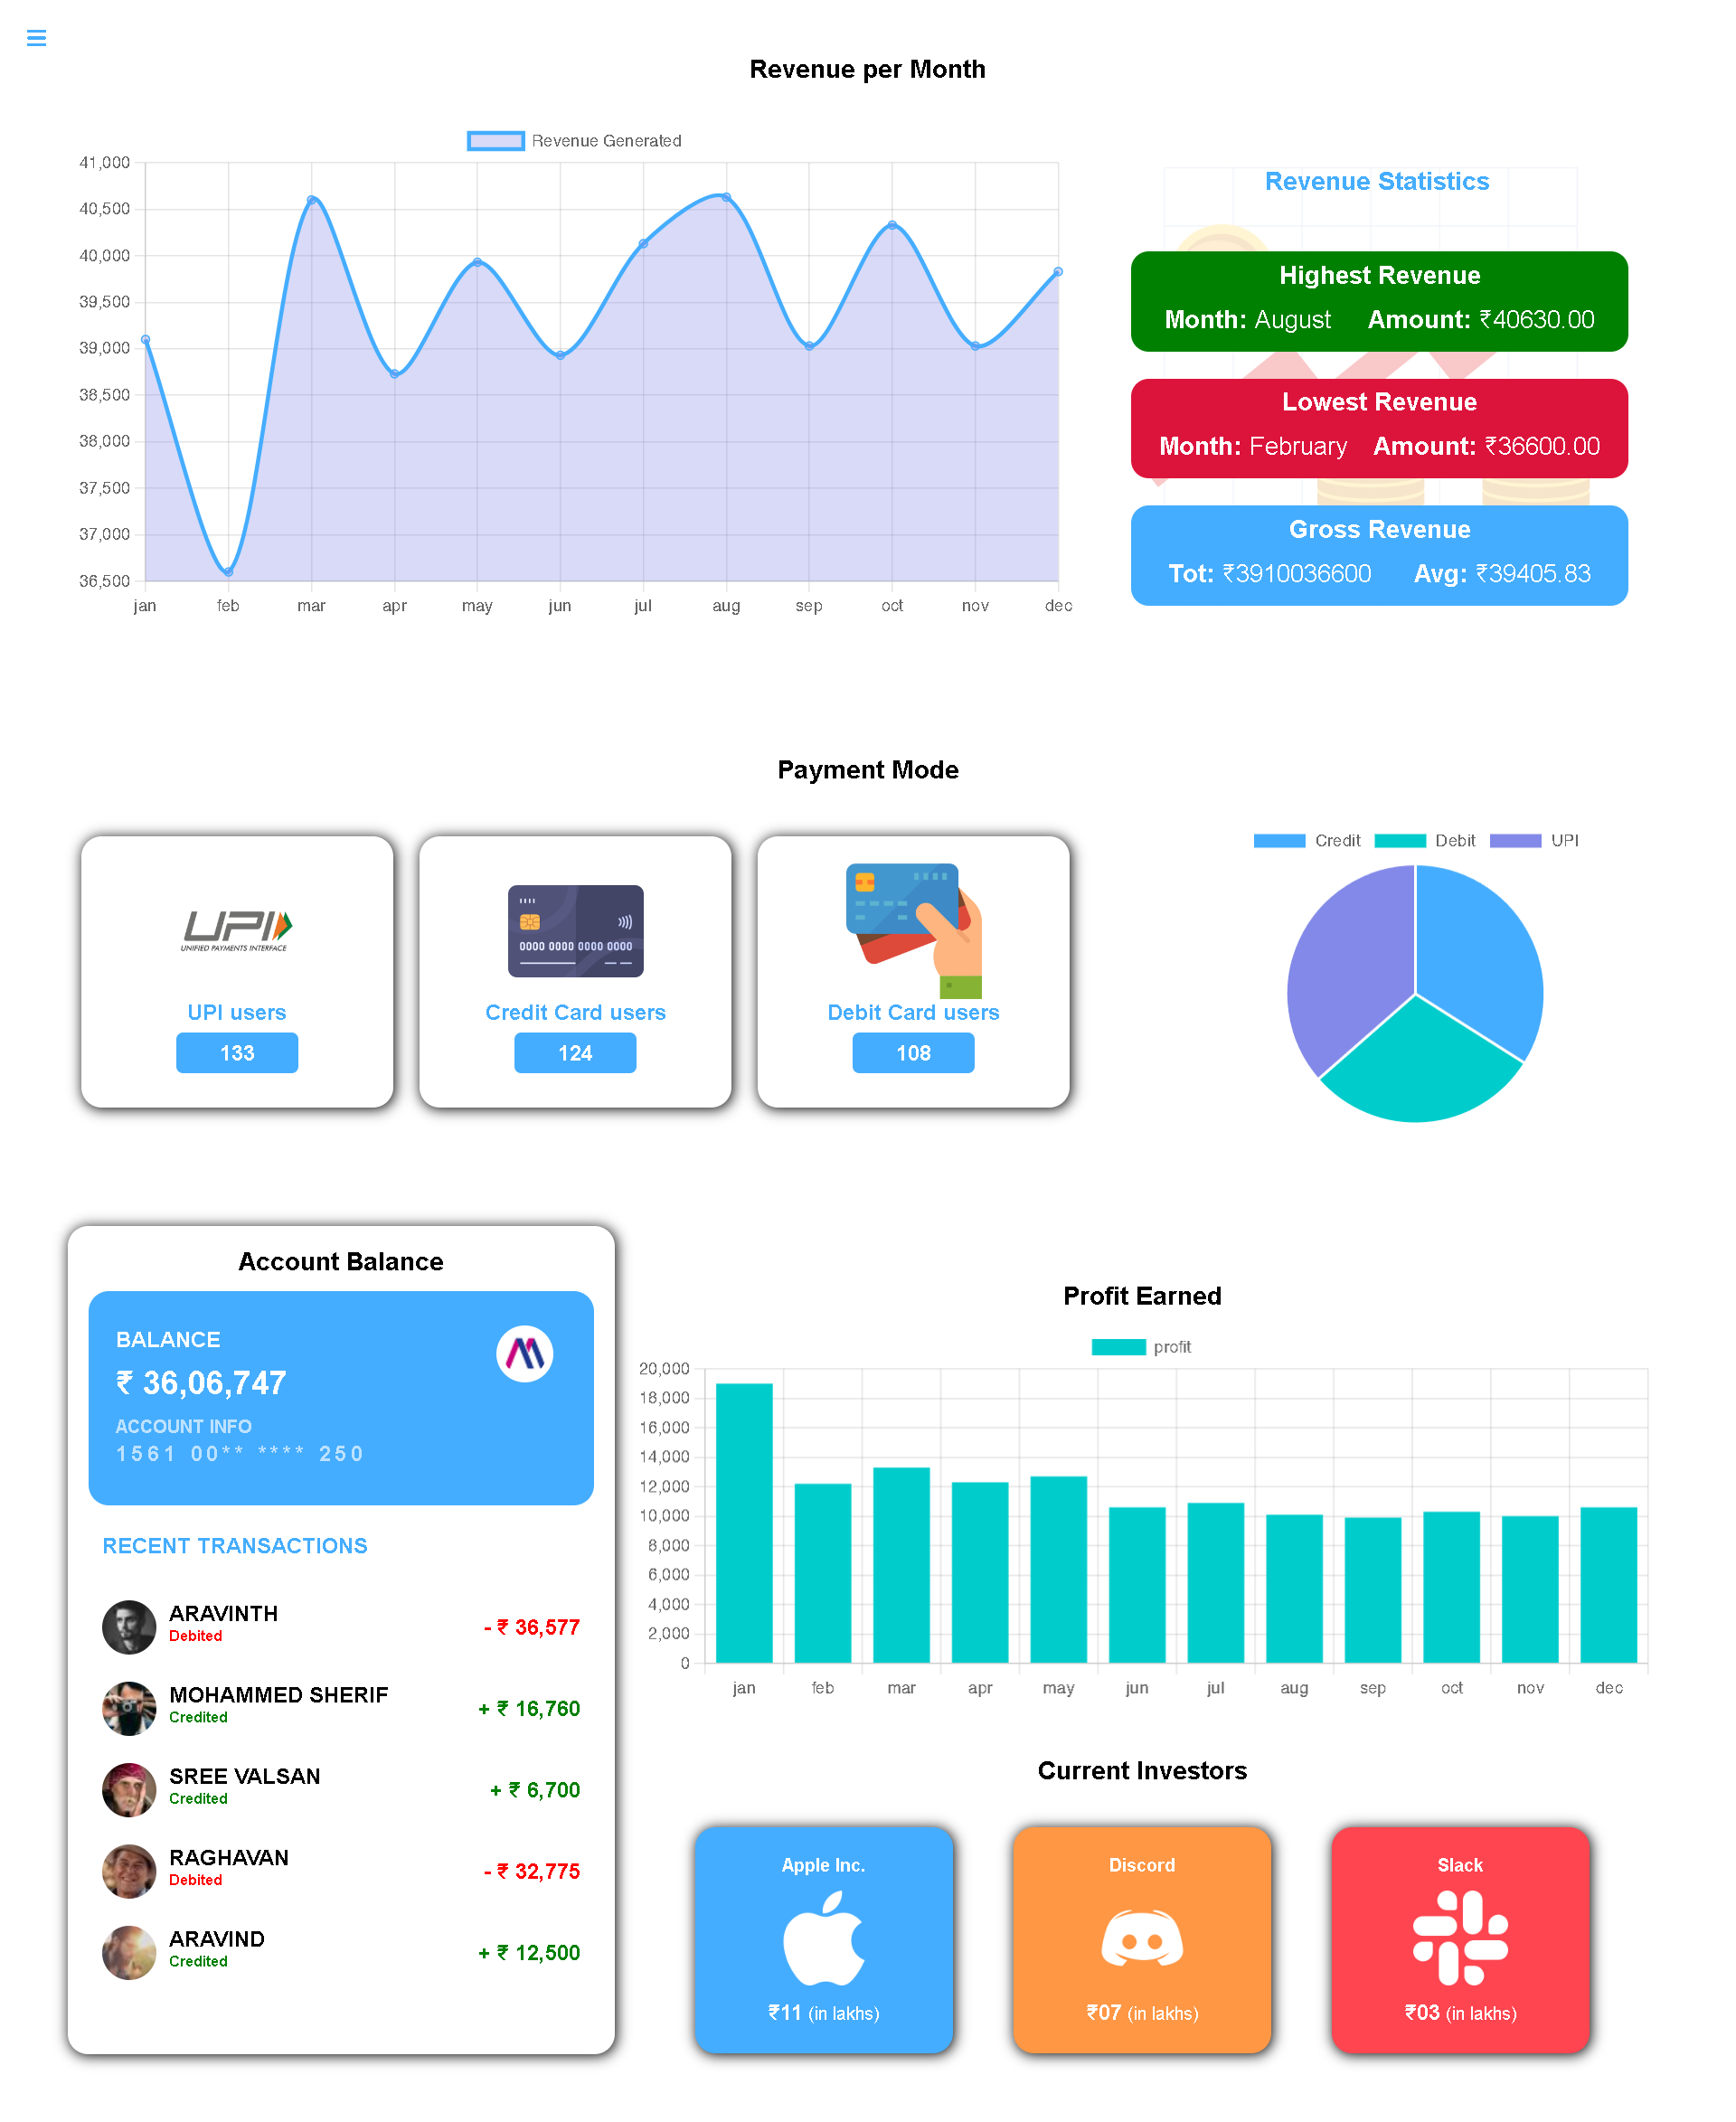 Revenue per Month
Revenue Generated
41,000
40,500
40,000
39,500
39,000
38,500
38,000
37,500
37,000
36,500
jan feb mar apr may jun jul aug sep oct nov dec
Revenue Statistics
Highest Revenue
Month: August Amount: ₹40630.00
Lowest Revenue
Month: February Amount: ₹36600.00
Gross Revenue
Tot: ₹3910036600 Avg: ₹39405.83
Payment Mode
UPI
UNIFIED PAYMENTS INTERFACE
UPI users
133
0000 0000 0000 0000
Credit Card users
124
Debit Card users
108
Credit Debit UPI
Account Balance
BALANCE
₹ 36,06,747
ACCOUNT INFO
1561 00** **** 250
RECENT TRANSACTIONS
ARAVINTH
Debited
- ₹ 36,577
MOHAMMED SHERIF
Credited
+ ₹ 16,760
SREE VALSAN
Credited
+ ₹ 6,700
RAGHAVAN
Debited
- ₹ 32,775
ARAVIND
Credited
+ ₹ 12,500
Profit Earned
profit
20,000
18,000
16,000
14,000
12,000
10,000
8,000
6,000
4,000
2,000
0
jan feb mar apr may jun jul aug sep oct nov dec
Current Investors
Apple Inc.
₹11 (in lakhs)
Discord
₹07 (in lakhs)
Slack
₹03 (in lakhs)